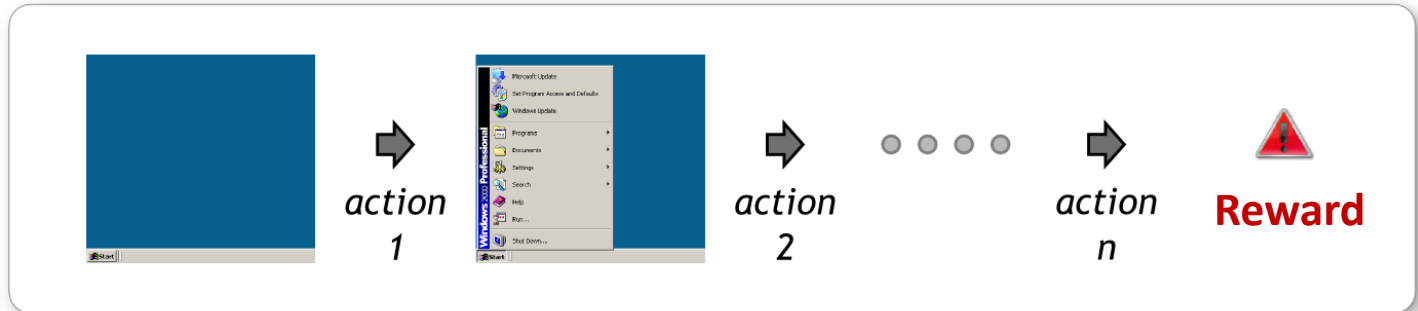 Microsoft Update
Set Program Access and Defaults
Windows Update
Programs
Documents
Settings
Search
Help
Run...
Shut Down...
Windows 2000 Professional
Start
Start
action
1
action
2
action
n
Reward